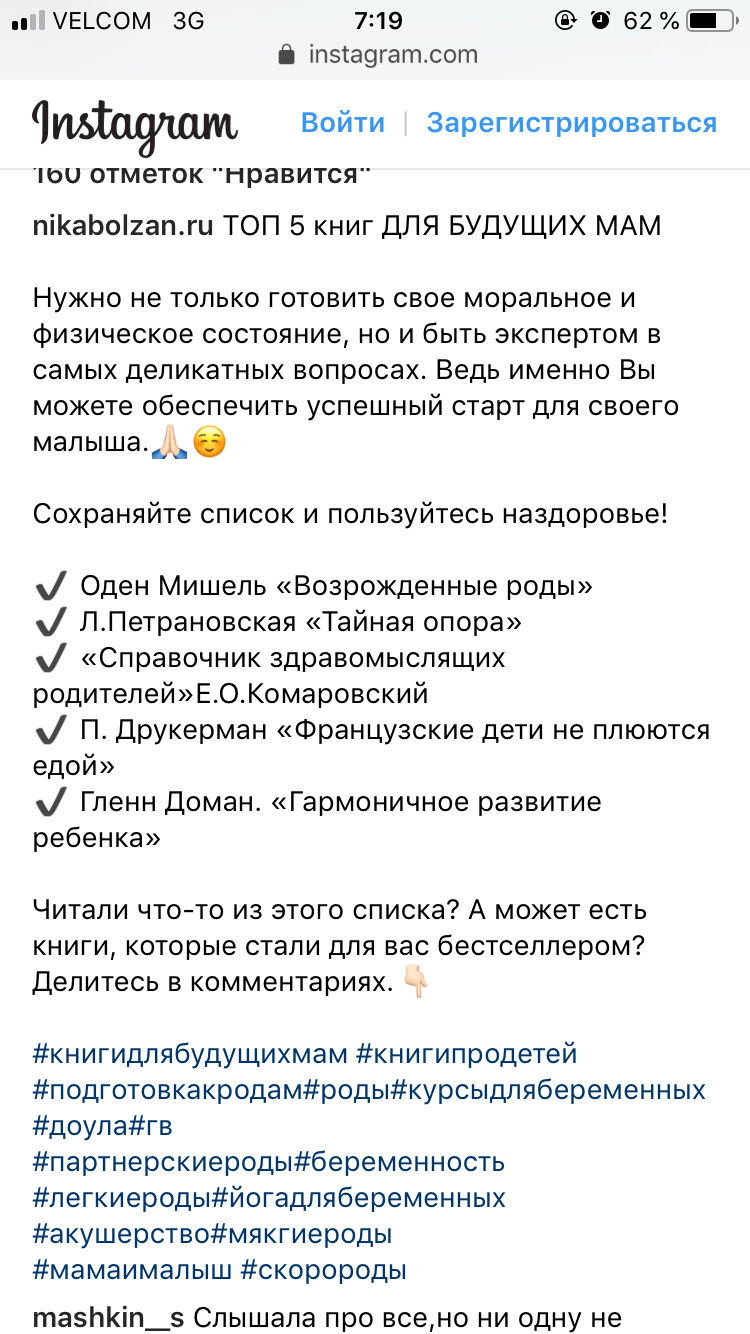 VELCOM 3G 7:19 62 %
instagram.com
Instagram Войти | Зарегистрироваться
160 отметок "Нравится"
nikabolzan.ru ТОП 5 книг ДЛЯ БУДУЩИХ МАМ
Нужно не только готовить свое моральное и
физическое состояние, но и быть экспертом в
самых деликатных вопросах. Ведь именно Вы
можете обеспечить успешный старт для своего
малыша.🙏🏻☺️
Сохраняйте список и пользуйтесь наздоровье!
✔️ Оден Мишель «Возрожденные роды»
✔️ Л.Петрановская «Тайная опора»
✔️ «Справочник здравомыслящих
родителей»Е.О.Комаровский
✔️ П. Друкерман «Французские дети не плюются
едой»
✔️ Гленн Доман. «Гармоничное развитие
ребенка»
Читали что-то из этого списка? А может есть
книги, которые стали для вас бестселлером?
Делитесь в комментариях. 👇🏻
#книгидлябудущихмам #книгипродетей
#подготовкакродам#роды#курсыдлябеременных
#доула#гв
#партнерскиероды#беременность
#легкиероды#йогадлябеременных
#акушерство#мякгиероды
#мамаималыш #скоророды
mashkin__s Слышала про все,но ни одну не